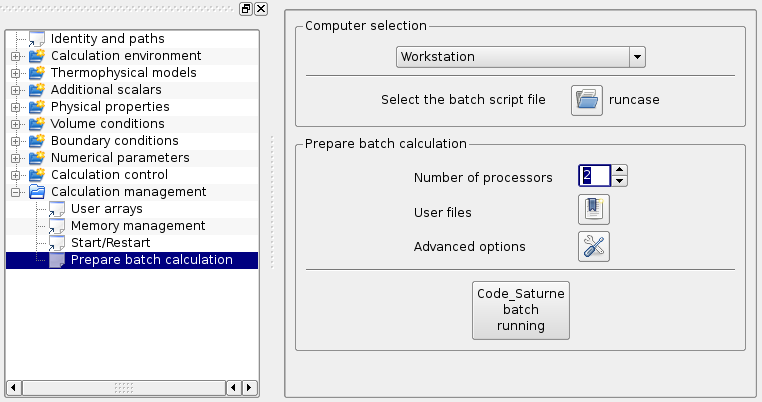 Identity and paths
Calculation environment
Thermophysical models
Additional scalars
Physical properties
Volume conditions
Boundary conditions
Numerical parameters
Calculation control
Calculation management
User arrays
Memory management
Start/Restart
Prepare batch calculation
Computer selection
Workstation
Select the batch script file runcase
Prepare batch calculation
Number of processors 2
User files
Advanced options
Code_Saturne
batch
running